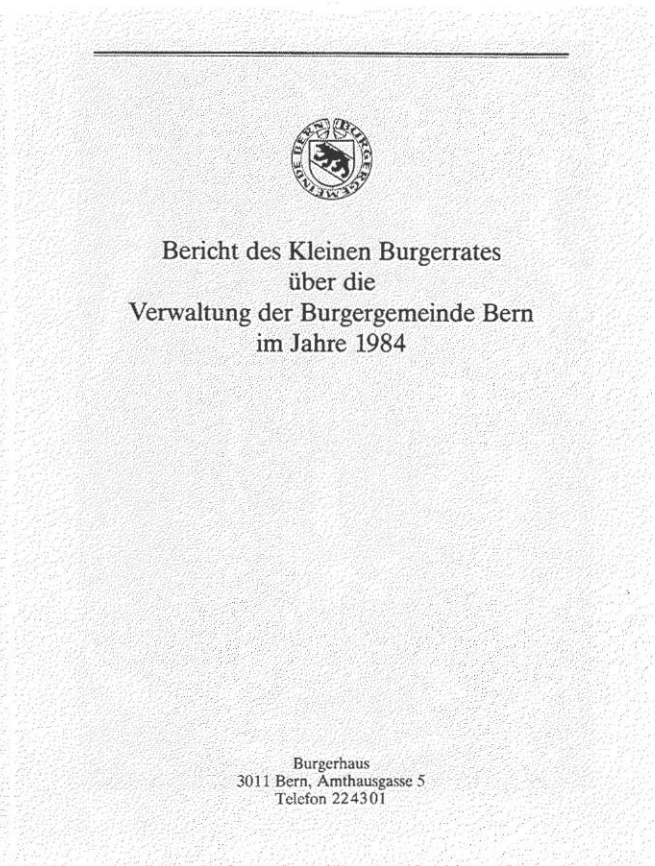 BURGERGEMEINDE BERN
Bericht des Kleinen Burgerrates
über die
Verwaltung der Burgergemeinde Bern
im Jahre 1984
Burgerhaus
3011 Bern, Amthausgasse 5
Telefon 224301